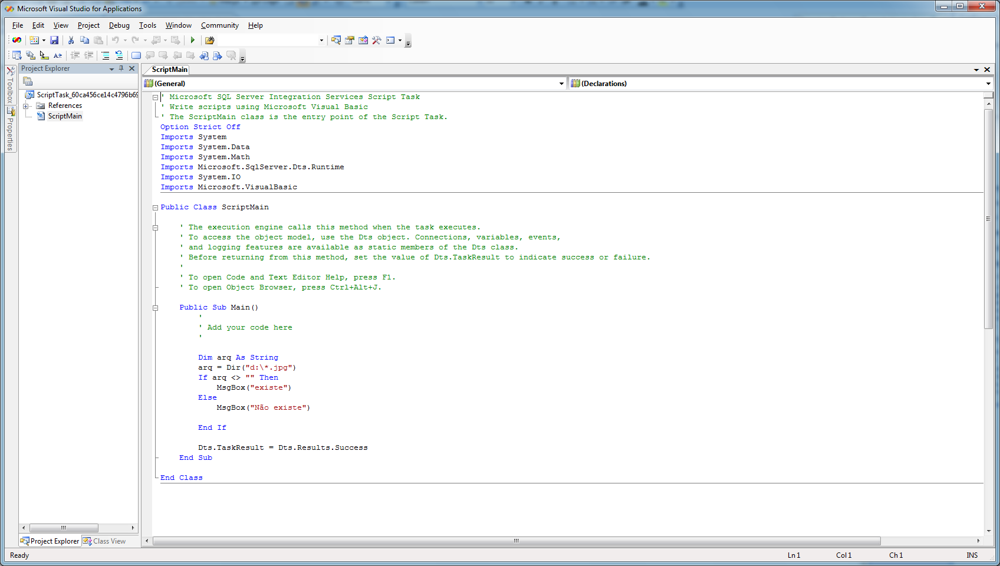 Microsoft Visual Studio for Applications
File Edit View Project Debug Tools Window Community Help
Project Explorer
ScriptMain
Toolbox
Properties
(General)
(Declarations)
ScriptTask_60ca456ce14c4796b69
References
ScriptMain
' Microsoft SQL Server Integration Services Script Task
' Write scripts using Microsoft Visual Basic
' The ScriptMain class is the entry point of the Script Task.
Option Strict Off
Imports System
Imports System.Data
Imports System.Math
Imports Microsoft.SqlServer.Dts.Runtime
Imports System.IO
Imports Microsoft.VisualBasic
Public Class ScriptMain
' The execution engine calls this method when the task executes.
' To access the object model, use the Dts object. Connections, variables, events,
' and logging features are available as static members of the Dts class.
' Before returning from this method, set the value of Dts.TaskResult to indicate success or failure.
'
' To open Code and Text Editor Help, press F1.
' To open Object Browser, press Ctrl+Alt+J.
Public Sub Main()
'
' Add your code here
'
Dim arq As String
arq = Dir("d:\*.jpg")
If arq <> "" Then
MsgBox("existe")
Else
MsgBox("Não existe")
End If
Dts.TaskResult = Dts.Results.Success
End Sub
End Class
Project Explorer
Class View
Ready
Ln 1 Col 1 Ch 1 INS